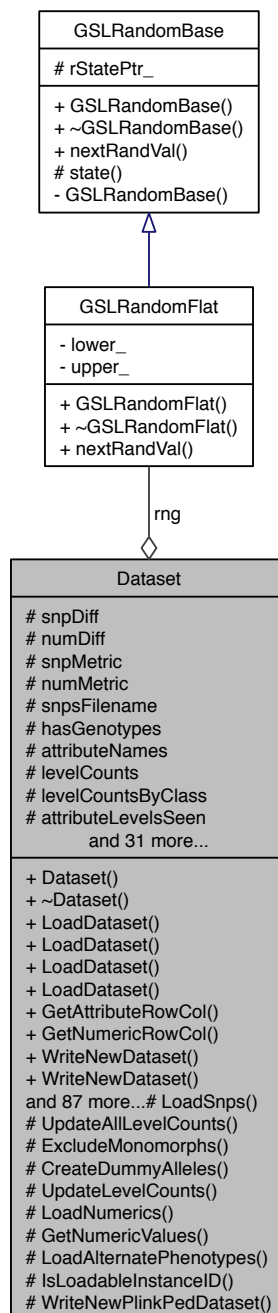 GSLRandomBase
# rStatePtr_
+ GSLRandomBase()
+ ~GSLRandomBase()
+ nextRandVal()
# state()
- GSLRandomBase()
GSLRandomFlat
- lower_
- upper_
+ GSLRandomFlat()
+ ~GSLRandomFlat()
+ nextRandVal()
rng
Dataset
# snpDiff
# numDiff
# snpMetric
# numMetric
# snpsFilename
# hasGenotypes
# attributeNames
# levelCounts
# levelCountsByClass
# attributeLevelsSeen
and 31 more...
+ Dataset()
+ ~Dataset()
+ LoadDataset()
+ LoadDataset()
+ LoadDataset()
+ LoadDataset()
+ GetAttributeRowCol()
+ GetNumericRowCol()
+ WriteNewDataset()
+ WriteNewDataset()
and 87 more...# LoadSnps()
# UpdateAllLevelCounts()
# ExcludeMonomorphs()
# CreateDummyAlleles()
# UpdateLevelCounts()
# LoadNumerics()
# GetNumericValues()
# LoadAlternatePhenotypes()
# IsLoadableInstanceID()
# WriteNewPlinkPedDataset()